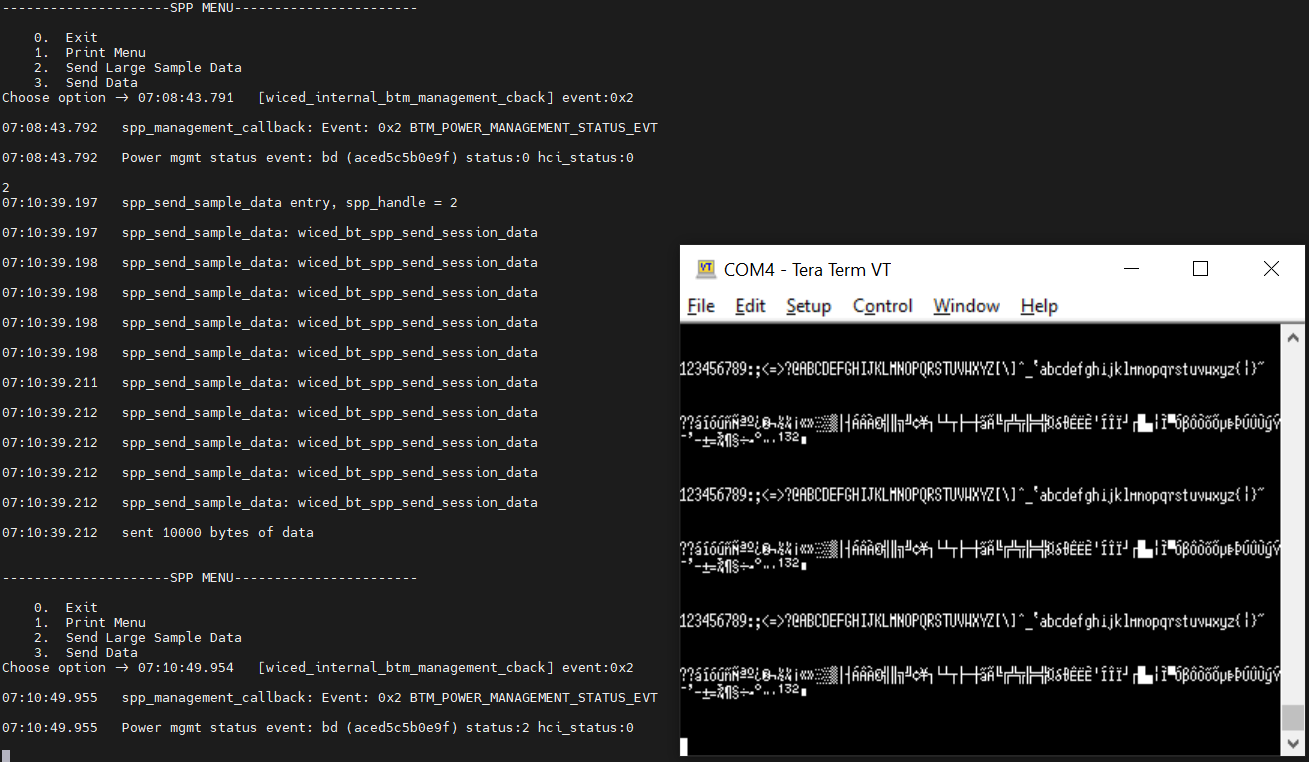 ---------------------SPP MENU-----------------------
0. Exit
1. Print Menu
2. Send Large Sample Data
3. Send Data
Choose option -> 07:08:43.791 [wiced_internal_btm_management_cback] event:0x2
07:08:43.792 spp_management_callback: Event: 0x2 BTM_POWER_MANAGEMENT_STATUS_EVT
07:08:43.792 Power mgmt status event: bd (aced5c5b0e9f) status:0 hci_status:0
2
07:10:39.197 spp_send_sample_data entry, spp_handle = 2
07:10:39.197 spp_send_sample_data: wiced_bt_spp_send_session_data
07:10:39.198 spp_send_sample_data: wiced_bt_spp_send_session_data
07:10:39.198 spp_send_sample_data: wiced_bt_spp_send_session_data
07:10:39.198 spp_send_sample_data: wiced_bt_spp_send_session_data
07:10:39.198 spp_send_sample_data: wiced_bt_spp_send_session_data
07:10:39.211 spp_send_sample_data: wiced_bt_spp_send_session_data
07:10:39.212 spp_send_sample_data: wiced_bt_spp_send_session_data
07:10:39.212 spp_send_sample_data: wiced_bt_spp_send_session_data
07:10:39.212 spp_send_sample_data: wiced_bt_spp_send_session_data
07:10:39.212 spp_send_sample_data: wiced_bt_spp_send_session_data
07:10:39.212 sent 10000 bytes of data
---------------------SPP MENU-----------------------
0. Exit
1. Print Menu
2. Send Large Sample Data
3. Send Data
Choose option -> 07:10:49.954 [wiced_internal_btm_management_cback] event:0x2
07:10:49.955 spp_management_callback: Event: 0x2 BTM_POWER_MANAGEMENT_STATUS_EVT
07:10:49.955 Power mgmt status event: bd (aced5c5b0e9f) status:2 hci_status:0
VT COM4 - Tera Term VT
File Edit Setup Control Window Help
123456789:;<=>?@ABCDEFGHIJKLMNOPQRSTUVWXYZ[\]^_`abcdefghijklmnopqrstuvwxyz{¦}~
123456789:;<=>?@ABCDEFGHIJKLMNOPQRSTUVWXYZ[\]^_`abcdefghijklmnopqrstuvwxyz{¦}~
123456789:;<=>?@ABCDEFGHIJKLMNOPQRSTUVWXYZ[\]^_`abcdefghijklmnopqrstuvwxyz{¦}~